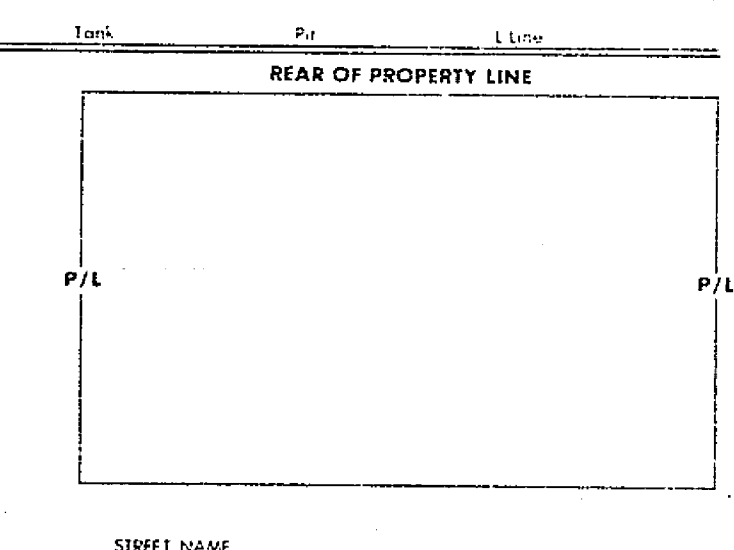 Tank Pit L Line
REAR OF PROPERTY LINE
P/L P/L
STREET NAME